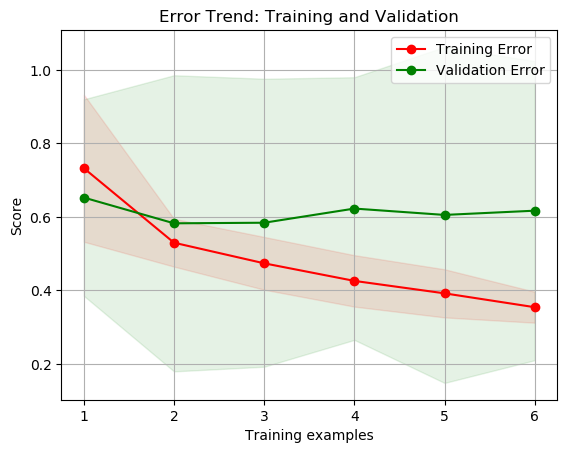 Error Trend: Training and Validation
Training Error
Validation Error
Score
1.0
0.8
0.6
0.4
0.2
1 2 3 4 5 6
Training examples